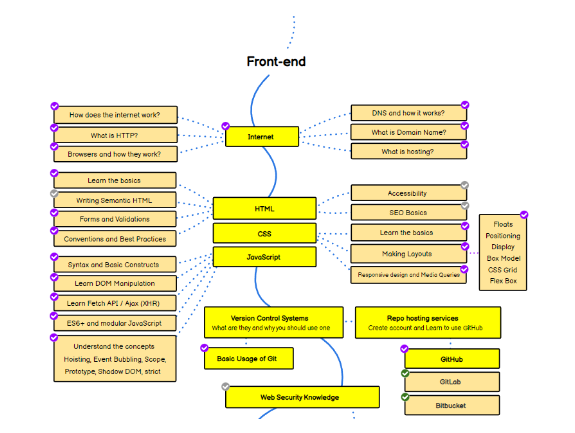 Front-end
How does the internet work?
What is HTTP?
Browsers and how they work?
Internet
DNS and how it works?
What is Domain Name?
What is hosting?
Learn the basics
Writing Semantic HTML
Forms and Validations
Conventions and Best Practices
HTML
CSS
JavaScript
Accessibility
SEO Basics
Learn the basics
Making Layouts
Responsive design and Media Queries
Floats
Positioning
Display
Box Model
CSS Grid
Flex Box
Syntax and Basic Constructs
Learn DOM Manipulation
Learn Fetch API / Ajax (XHR)
ES6+ and modular JavaScript
Understand the concepts
Hoisting, Event Bubbling, Scope,
Prototype, Shadow DOM, strict
Version Control Systems
What are they and why you should use one
Repo hosting services
Create account and Learn to use GitHub
Basic Usage of Git
GitHub
GitLab
Bitbucket
Web Security Knowledge